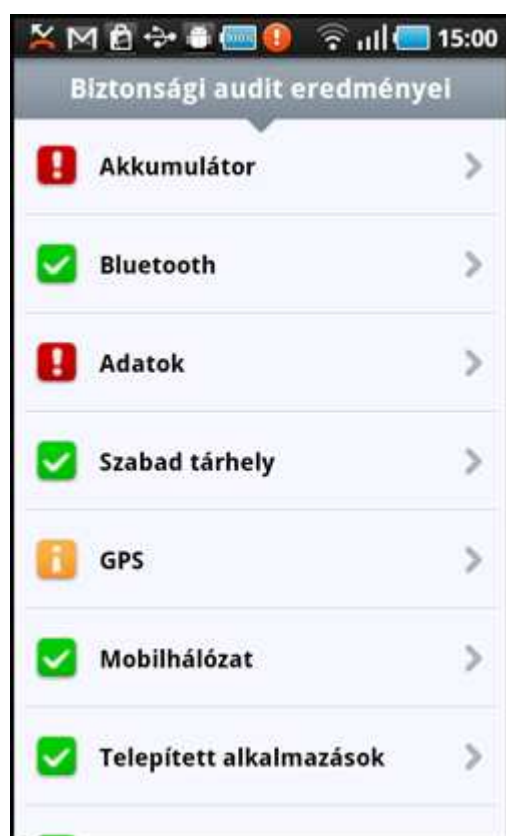 15:00
Biztonsági audit eredményei
Akkumulátor
Bluetooth
Adatok
Szabad tárhely
GPS
Mobilhálózat
Telepített alkalmazások